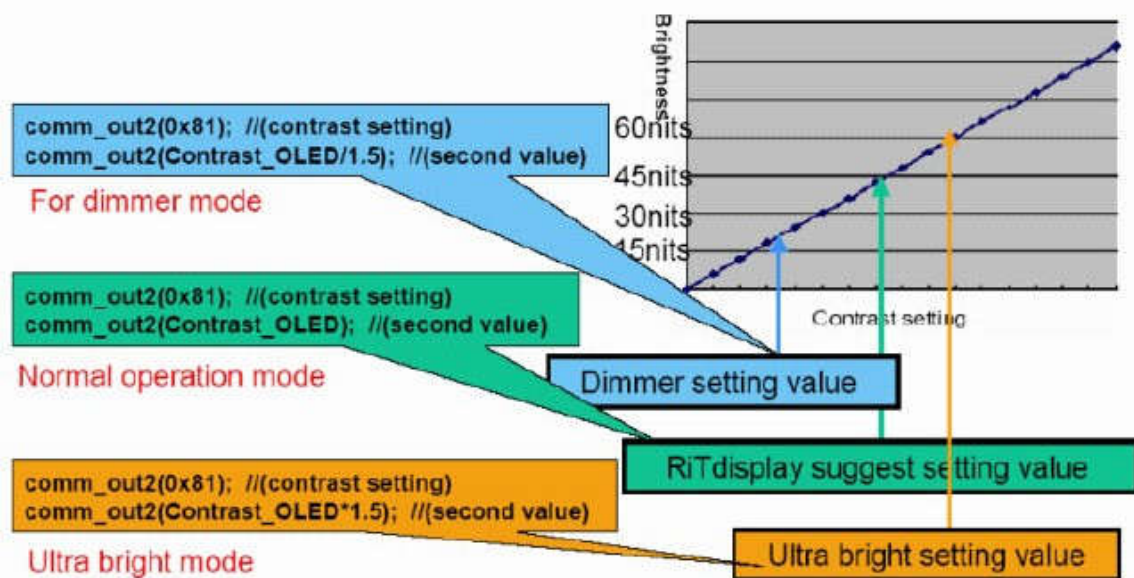 Brightness
60nits
45nits
30nits
15nits
Contrast setting
comm_out2(0x81);  //(contrast setting)
comm_out2(Contrast_OLED/1.5);  //(second value)
For dimmer mode
comm_out2(0x81);  //(contrast setting)
comm_out2(Contrast_OLED);  //(second value)
Normal operation mode
Dimmer setting value
RiTdisplay suggest setting value
comm_out2(0x81);  //(contrast setting)
comm_out2(Contrast_OLED*1.5);  //(second value)
Ultra bright mode
Ultra bright setting value